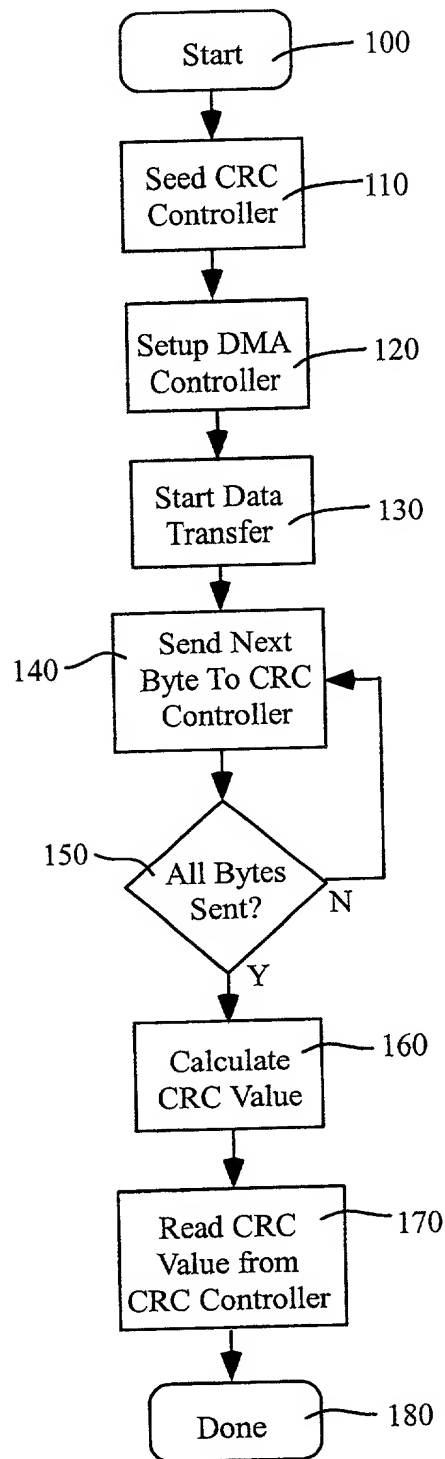 Start
100
Seed CRC
Controller
110
Setup DMA
Controller
120
Start Data
Transfer
130
140
Send Next
Byte To CRC
Controller
150
All Bytes
Sent?
N
Y
Calculate
CRC Value
160
Read CRC
Value from
CRC Controller
170
Done
180